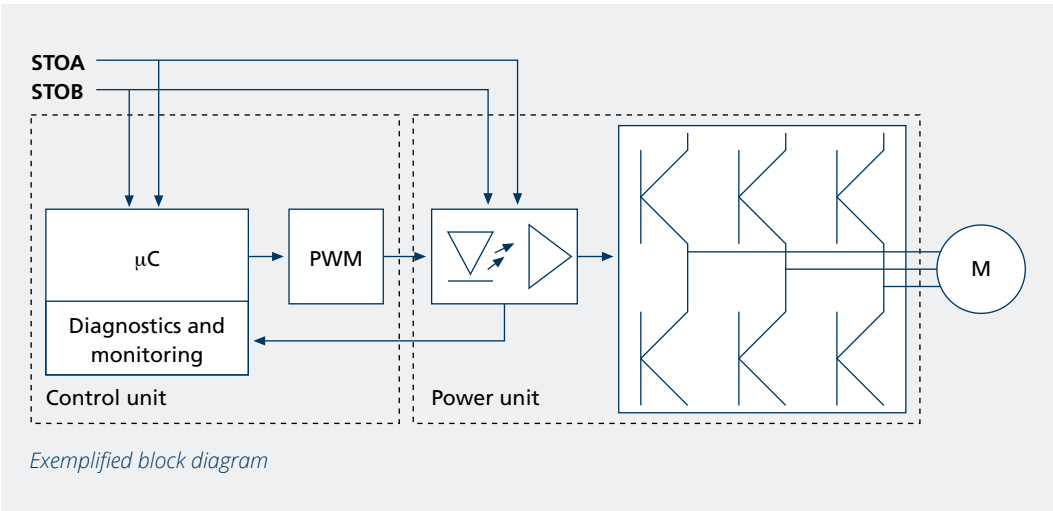 STOA
STOB
μC
PWM
M
Diagnostics and
monitoring
Control unit
Power unit
Exemplified block diagram